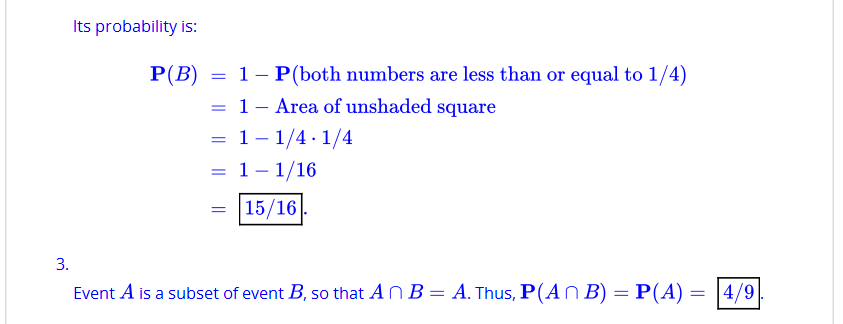 Its probability is:
P(B) = 1 − P(both numbers are less than or equal to 1/4)
= 1 − Area of unshaded square
= 1 − 1/4 · 1/4
= 1 − 1/16
= 15/16.
3.
Event A is a subset of event B, so that A ∩ B = A. Thus, P(A ∩ B) = P(A) = 4/9.